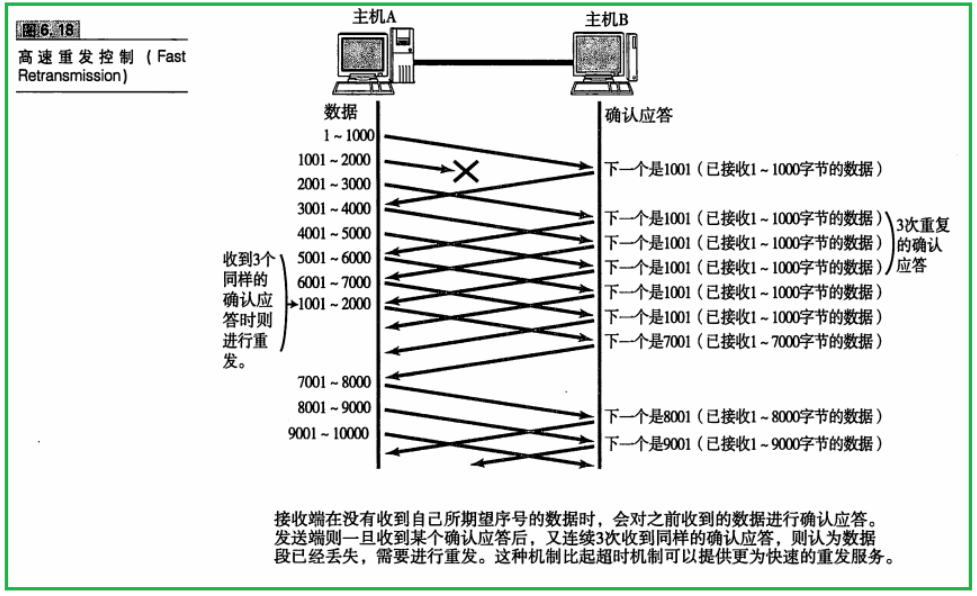 图6.18
高速重发控制（Fast
Retransmission）
主机A
主机B
数据
确认应答
1～1000
1001～2000
2001～3000
3001～4000
4001～5000
5001～6000
6001～7000
1001～2000
7001～8000
8001～9000
9001～10000
收到3个
同样的
确认应
答时则
进行重
发。
下一个是1001（已接收1～1000字节的数据）
下一个是1001（已接收1～1000字节的数据）
下一个是1001（已接收1～1000字节的数据）
下一个是1001（已接收1～1000字节的数据）
下一个是1001（已接收1～1000字节的数据）
下一个是1001（已接收1～1000字节的数据）
下一个是7001（已接收1～7000字节的数据）
下一个是8001（已接收1～8000字节的数据）
下一个是9001（已接收1～9000字节的数据）
3次重复
的确认
应答
接收端在没有收到自己所期望序号的数据时，会对之前收到的数据进行确认应答。
发送端则一旦收到某个确认应答后，又连续3次收到同样的确认应答，则认为数据
段已经丢失，需要进行重发。这种机制比起超时机制可以提供更为快速的重发服务。